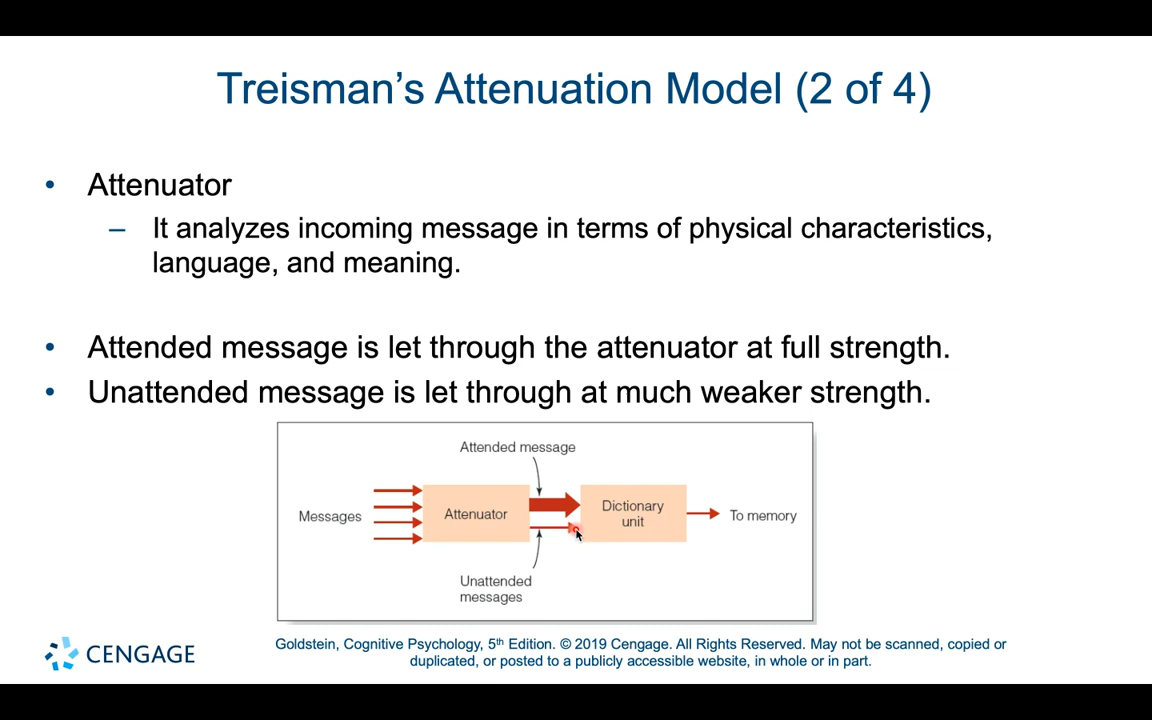 Treisman's Attenuation Model (2 of 4)
• Attenuator
– It analyzes incoming message in terms of physical characteristics,
language, and meaning.
• Attended message is let through the attenuator at full strength.
• Unattended message is let through at much weaker strength.
Attended message
Messages
Attenuator
Dictionary
unit
To memory
Unattended
messages
CENGAGE
Goldstein, Cognitive Psychology, 5th Edition. © 2019 Cengage. All Rights Reserved. May not be scanned, copied or
duplicated, or posted to a publicly accessible website, in whole or in part.